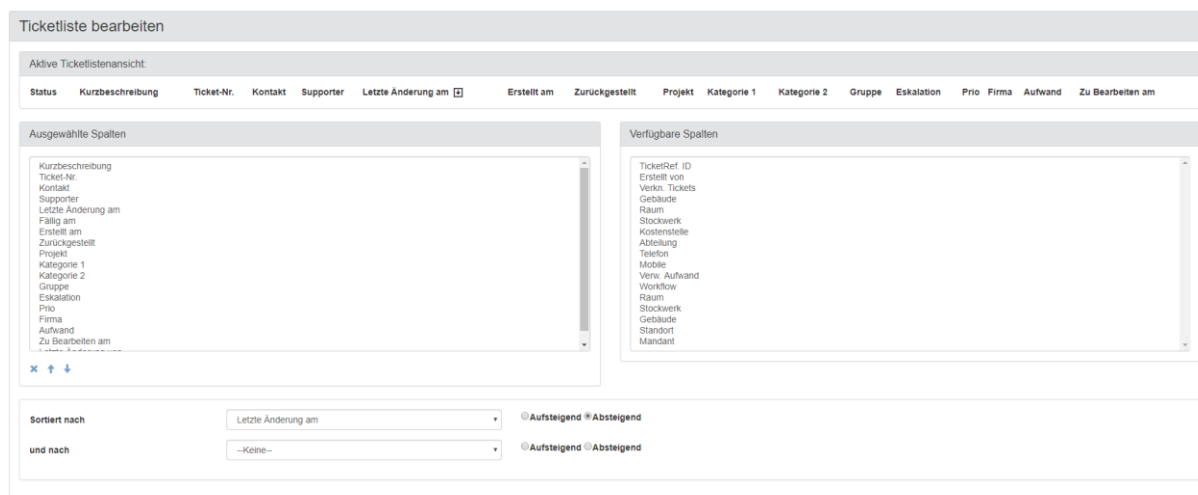 Ticketliste bearbeiten
Aktive Ticketlistenansicht:
Status Kurzbeschreibung Ticket-Nr. Kontakt Supporter Letzte Änderung am Erstellt am Zurückgestellt Projekt Kategorie 1 Kategorie 2 Gruppe Eskalation Prio Firma Aufwand Zu Bearbeiten am
Ausgewählte Spalten
Kurzbeschreibung
Ticket-Nr.
Kontakt
Supporter
Letzte Änderung am
Fällig am
Erstellt am
Zurückgestellt
Projekt
Kategorie 1
Kategorie 2
Gruppe
Eskalation
Prio
Firma
Aufwand
Zu Bearbeiten am
Verfügbare Spalten
TicketRef. ID
Erstellt von
Verkn. Tickets
Gebäude
Raum
Stockwerk
Kostenstelle
Abteilung
Telefon
Mobile
Verw. Aufwand
Workflow
Raum
Stockwerk
Gebäude
Standort
Mandant
Sortiert nach Letzte Änderung am Aufsteigend Absteigend
und nach --Keine-- Aufsteigend Absteigend